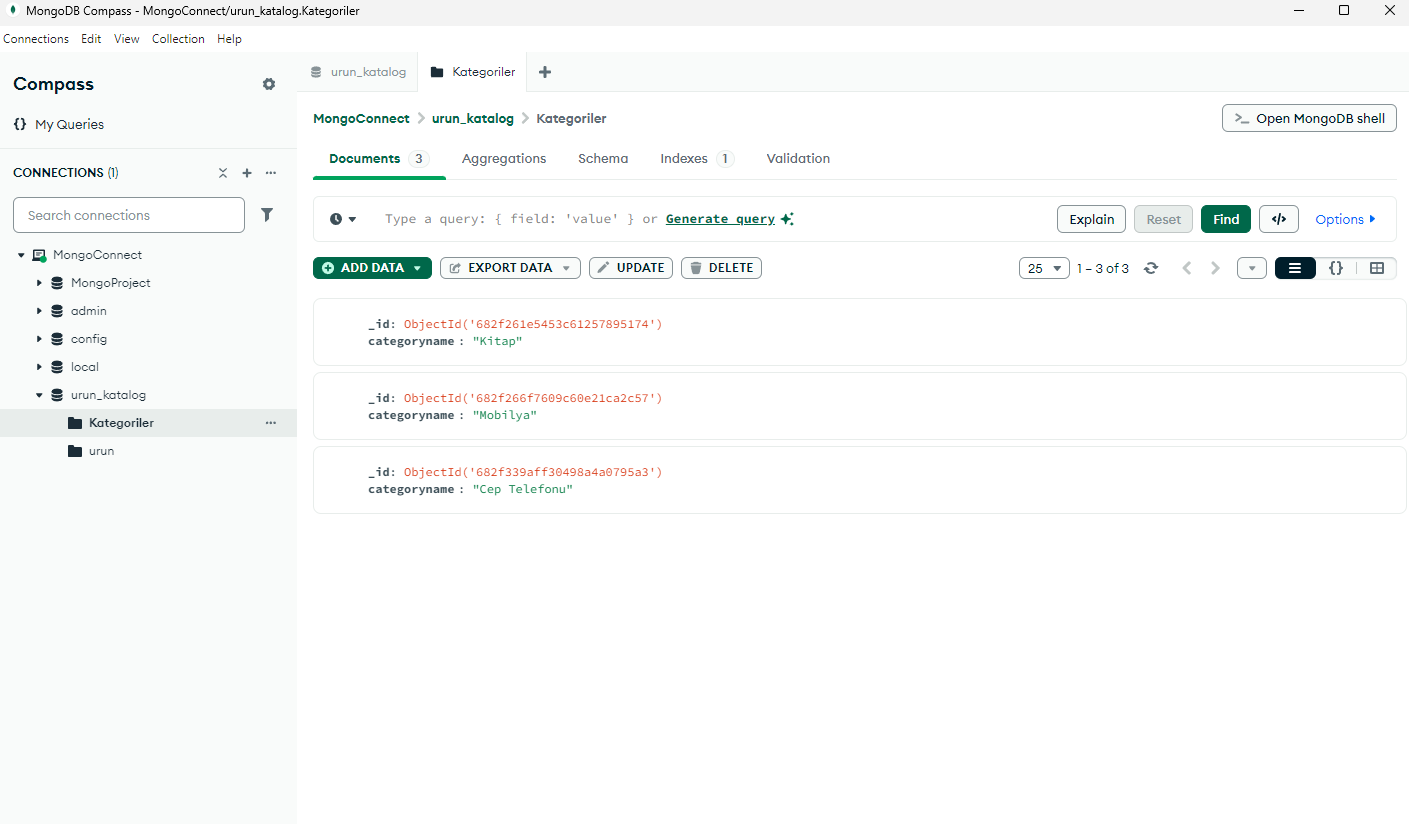 MongoDB Compass - MongoConnect/urun_katalog.Kategoriler
Connections Edit View Collection Help
Compass
{} My Queries
CONNECTIONS (1)
Search connections
MongoConnect
MongoProject
admin
config
local
urun_katalog
Kategoriler
urun
urun_katalog Kategoriler
MongoConnect > urun_katalog > Kategoriler
>_ Open MongoDB shell
Documents 3 Aggregations Schema Indexes 1 Validation
Type a query: { field: 'value' } or Generate query
Explain Reset Find </> Options
ADD DATA EXPORT DATA UPDATE DELETE
25 1 – 3 of 3 {}
_id: ObjectId('682f261e5453c61257895174')
categoryname : "Kitap"
_id: ObjectId('682f266f7609c60e21ca2c57')
categoryname : "Mobilya"
_id: ObjectId('682f339aff30498a4a0795a3')
categoryname : "Cep Telefonu"